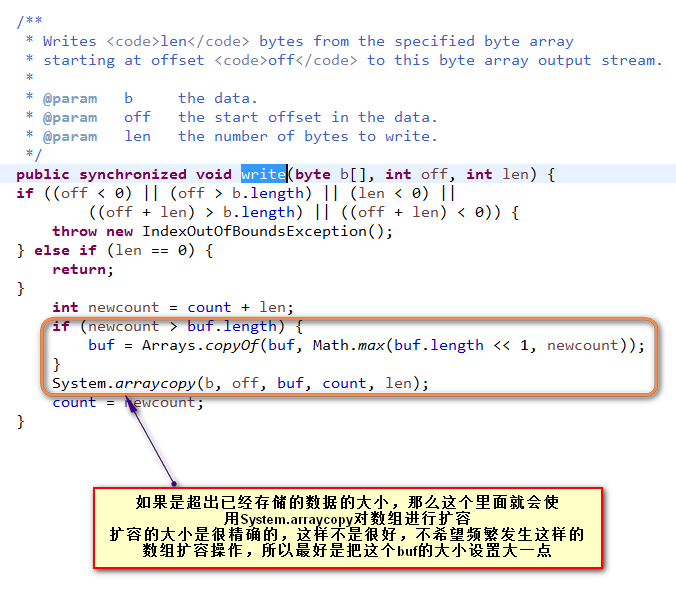 /**
 * Writes <code>len</code> bytes from the specified byte array
 * starting at offset <code>off</code> to this byte array output stream.
 *
 * @param   b     the data.
 * @param   off   the start offset in the data.
 * @param   len   the number of bytes to write.
 */
public synchronized void write(byte b[], int off, int len) {
if ((off < 0) || (off > b.length) || (len < 0) ||
        ((off + len) > b.length) || ((off + len) < 0)) {
    throw new IndexOutOfBoundsException();
} else if (len == 0) {
    return;
}
    int newcount = count + len;
    if (newcount > buf.length) {
        buf = Arrays.copyOf(buf, Math.max(buf.length << 1, newcount));
    }
    System.arraycopy(b, off, buf, count, len);
    count = newcount;
}
如果是超出已经存储的数据的大小，那么这个里面就会使
用System.arraycopy对数组进行扩容
扩容的大小是很精确的，这样不是很好，不希望频繁发生这样的
数组扩容操作，所以最好是把这个buf的大小设置大一点